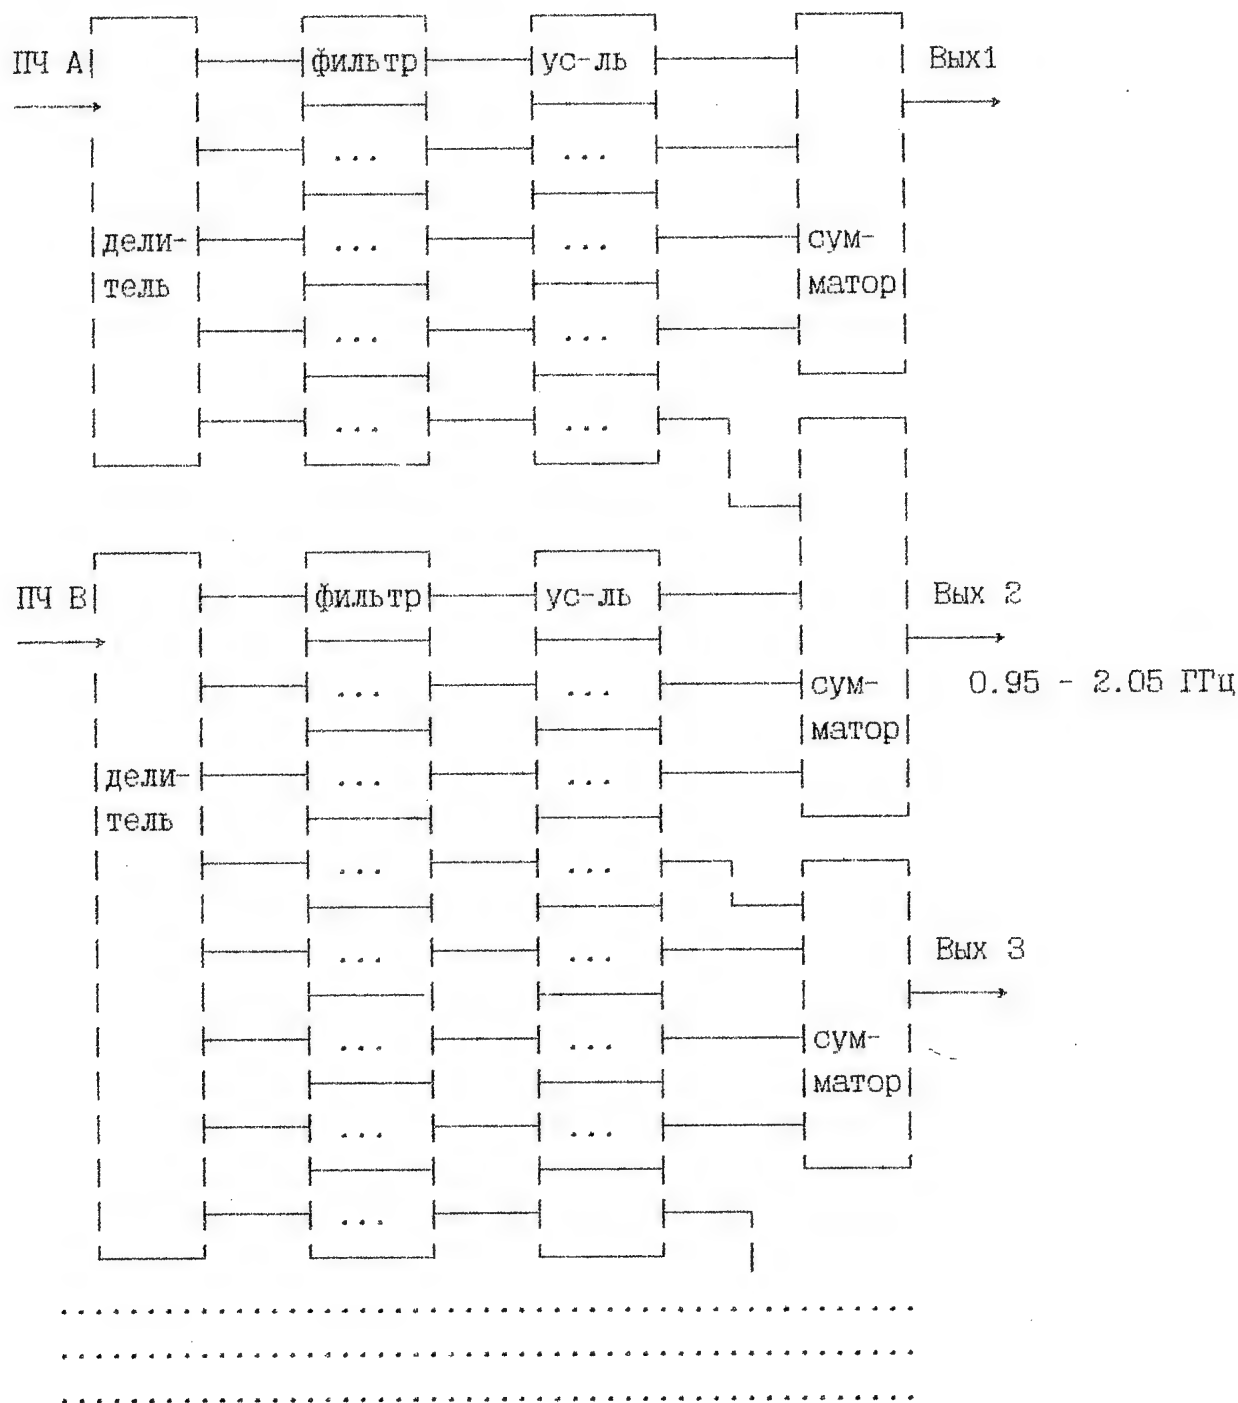 ПЧ А фильтр ус-ль Вых1
... ...
дели- ... ... сум-
тель матор
... ...
... ...
ПЧ В фильтр ус-ль Вых 2
... ... сум- 0.95 - 2.05 ГГц
матор
дели- ... ...
тель
... ...
... ... Вых 3
... ... сум-
матор
... ...
...